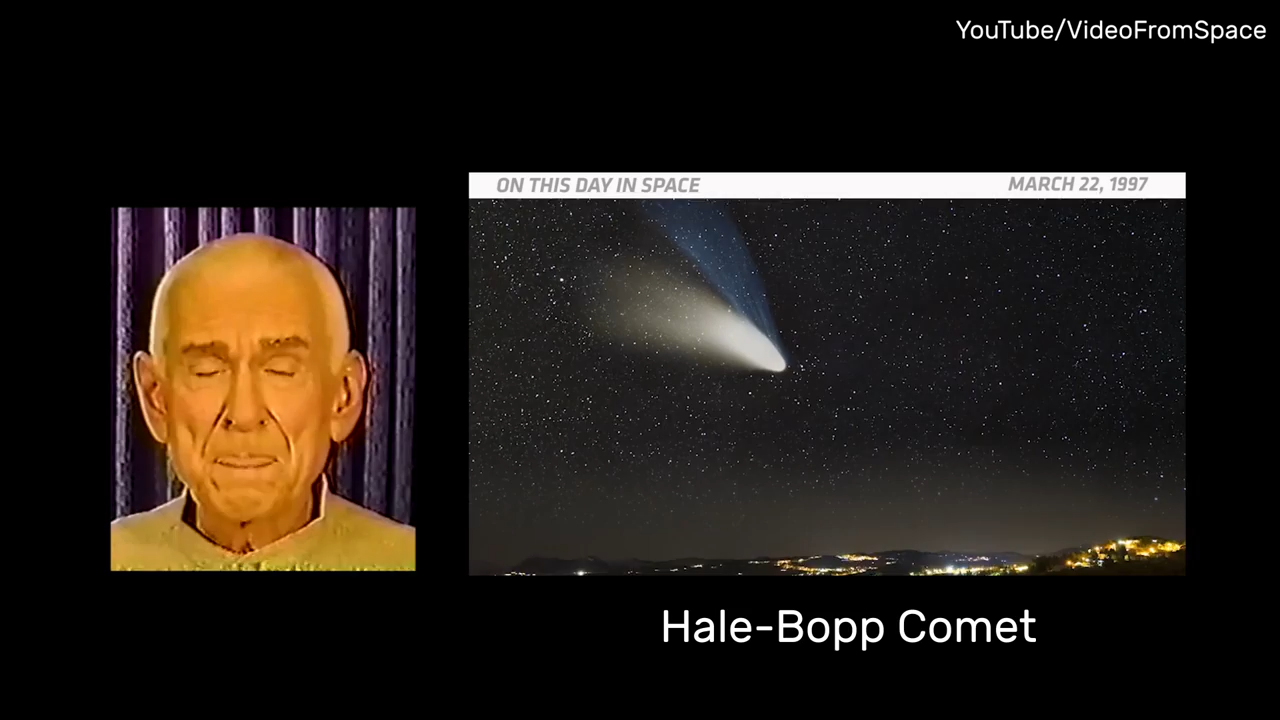 YouTube/VideoFromSpace
ON THIS DAY IN SPACE
MARCH 22, 1997
Hale-Bopp Comet